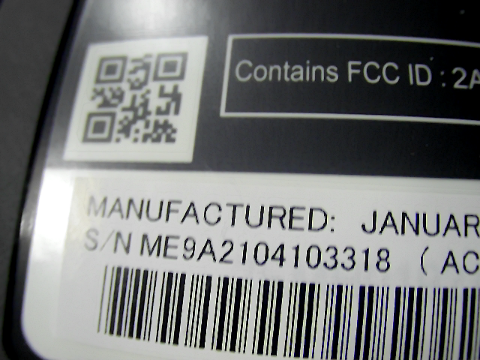 Contains FCC ID : 2A
MANUFACTURED: JANUAR
S/N ME9A2104103318 ( AC